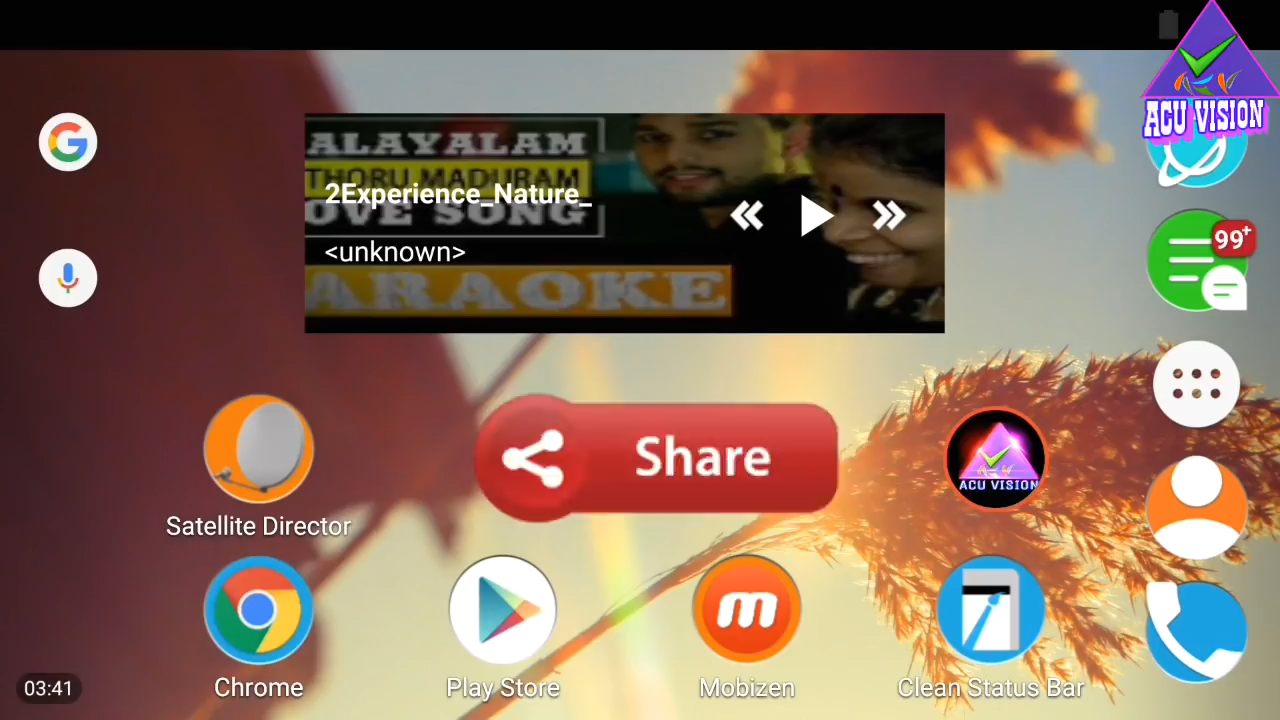 ACU VISION
ALAYALAM
THORU MADURAM
2Experience_Nature_
OVE SONG
<unknown>
ARAOKE
99+
Share
ACU VISION
Satellite Director
Chrome
Play Store
Mobizen
Clean Status Bar
03:41